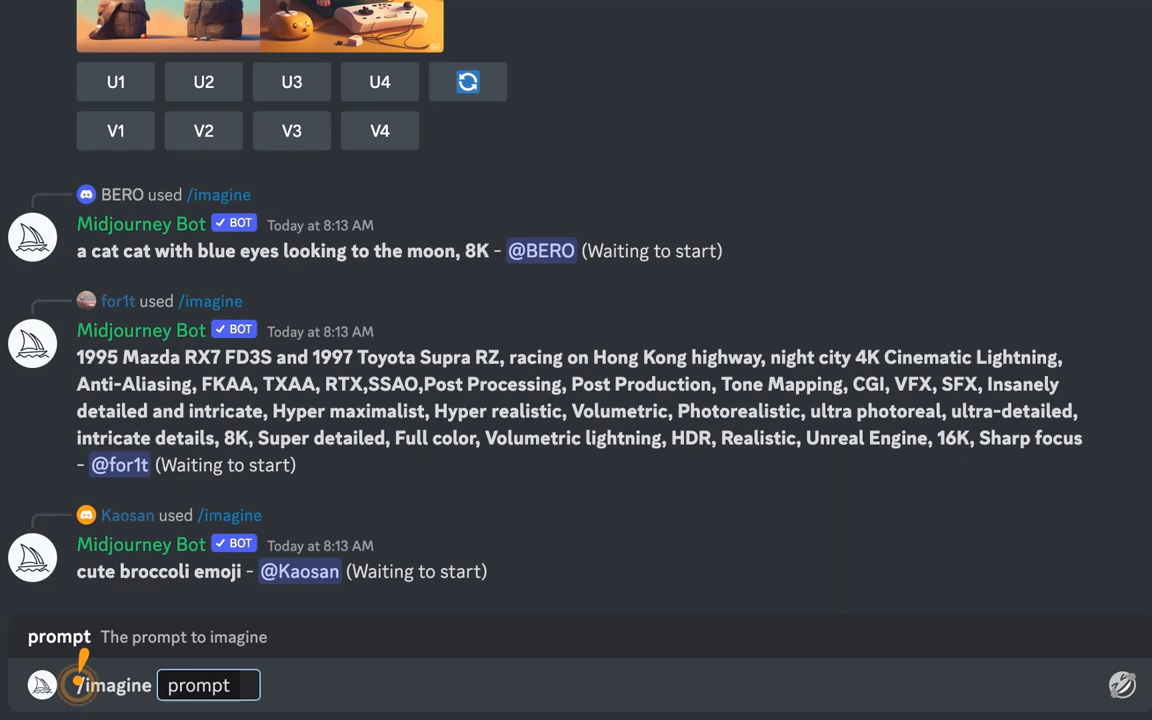 U1 U2 U3 U4
V1 V2 V3 V4
BERO used /imagine
Midjourney Bot ✓ BOT Today at 8:13 AM
a cat cat with blue eyes looking to the moon, 8K - @BERO (Waiting to start)
for1t used /imagine
Midjourney Bot ✓ BOT Today at 8:13 AM
1995 Mazda RX7 FD3S and 1997 Toyota Supra RZ, racing on Hong Kong highway, night city 4K Cinematic Lightning,
Anti-Aliasing, FKAA, TXAA, RTX,SSAO,Post Processing, Post Production, Tone Mapping, CGI, VFX, SFX, Insanely
detailed and intricate, Hyper maximalist, Hyper realistic, Volumetric, Photorealistic, ultra photoreal, ultra-detailed,
intricate details, 8K, Super detailed, Full color, Volumetric lightning, HDR, Realistic, Unreal Engine, 16K, Sharp focus
- @for1t (Waiting to start)
Kaosan used /imagine
Midjourney Bot ✓ BOT Today at 8:13 AM
cute broccoli emoji - @Kaosan (Waiting to start)
prompt The prompt to imagine
/imagine prompt